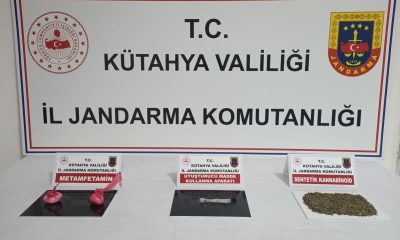 T.C.
KÜTAHYA VALİLİĞİ
İL JANDARMA KOMUTANLIĞI
JANDARMA
T.C.
KÜTAHYA VALİLİĞİ
İL JANDARMA KOMUTANLIĞI
METAMFETAMİN
T.C.
KÜTAHYA VALİLİĞİ
İL JANDARMA KOMUTANLIĞI
UYUŞTURUCU MADDE
KULLANMA APARATI
T.C.
KÜTAHYA VALİLİĞİ
İL JANDARMA KOMUTANLIĞI
SENTETİK KANNABİNOİD